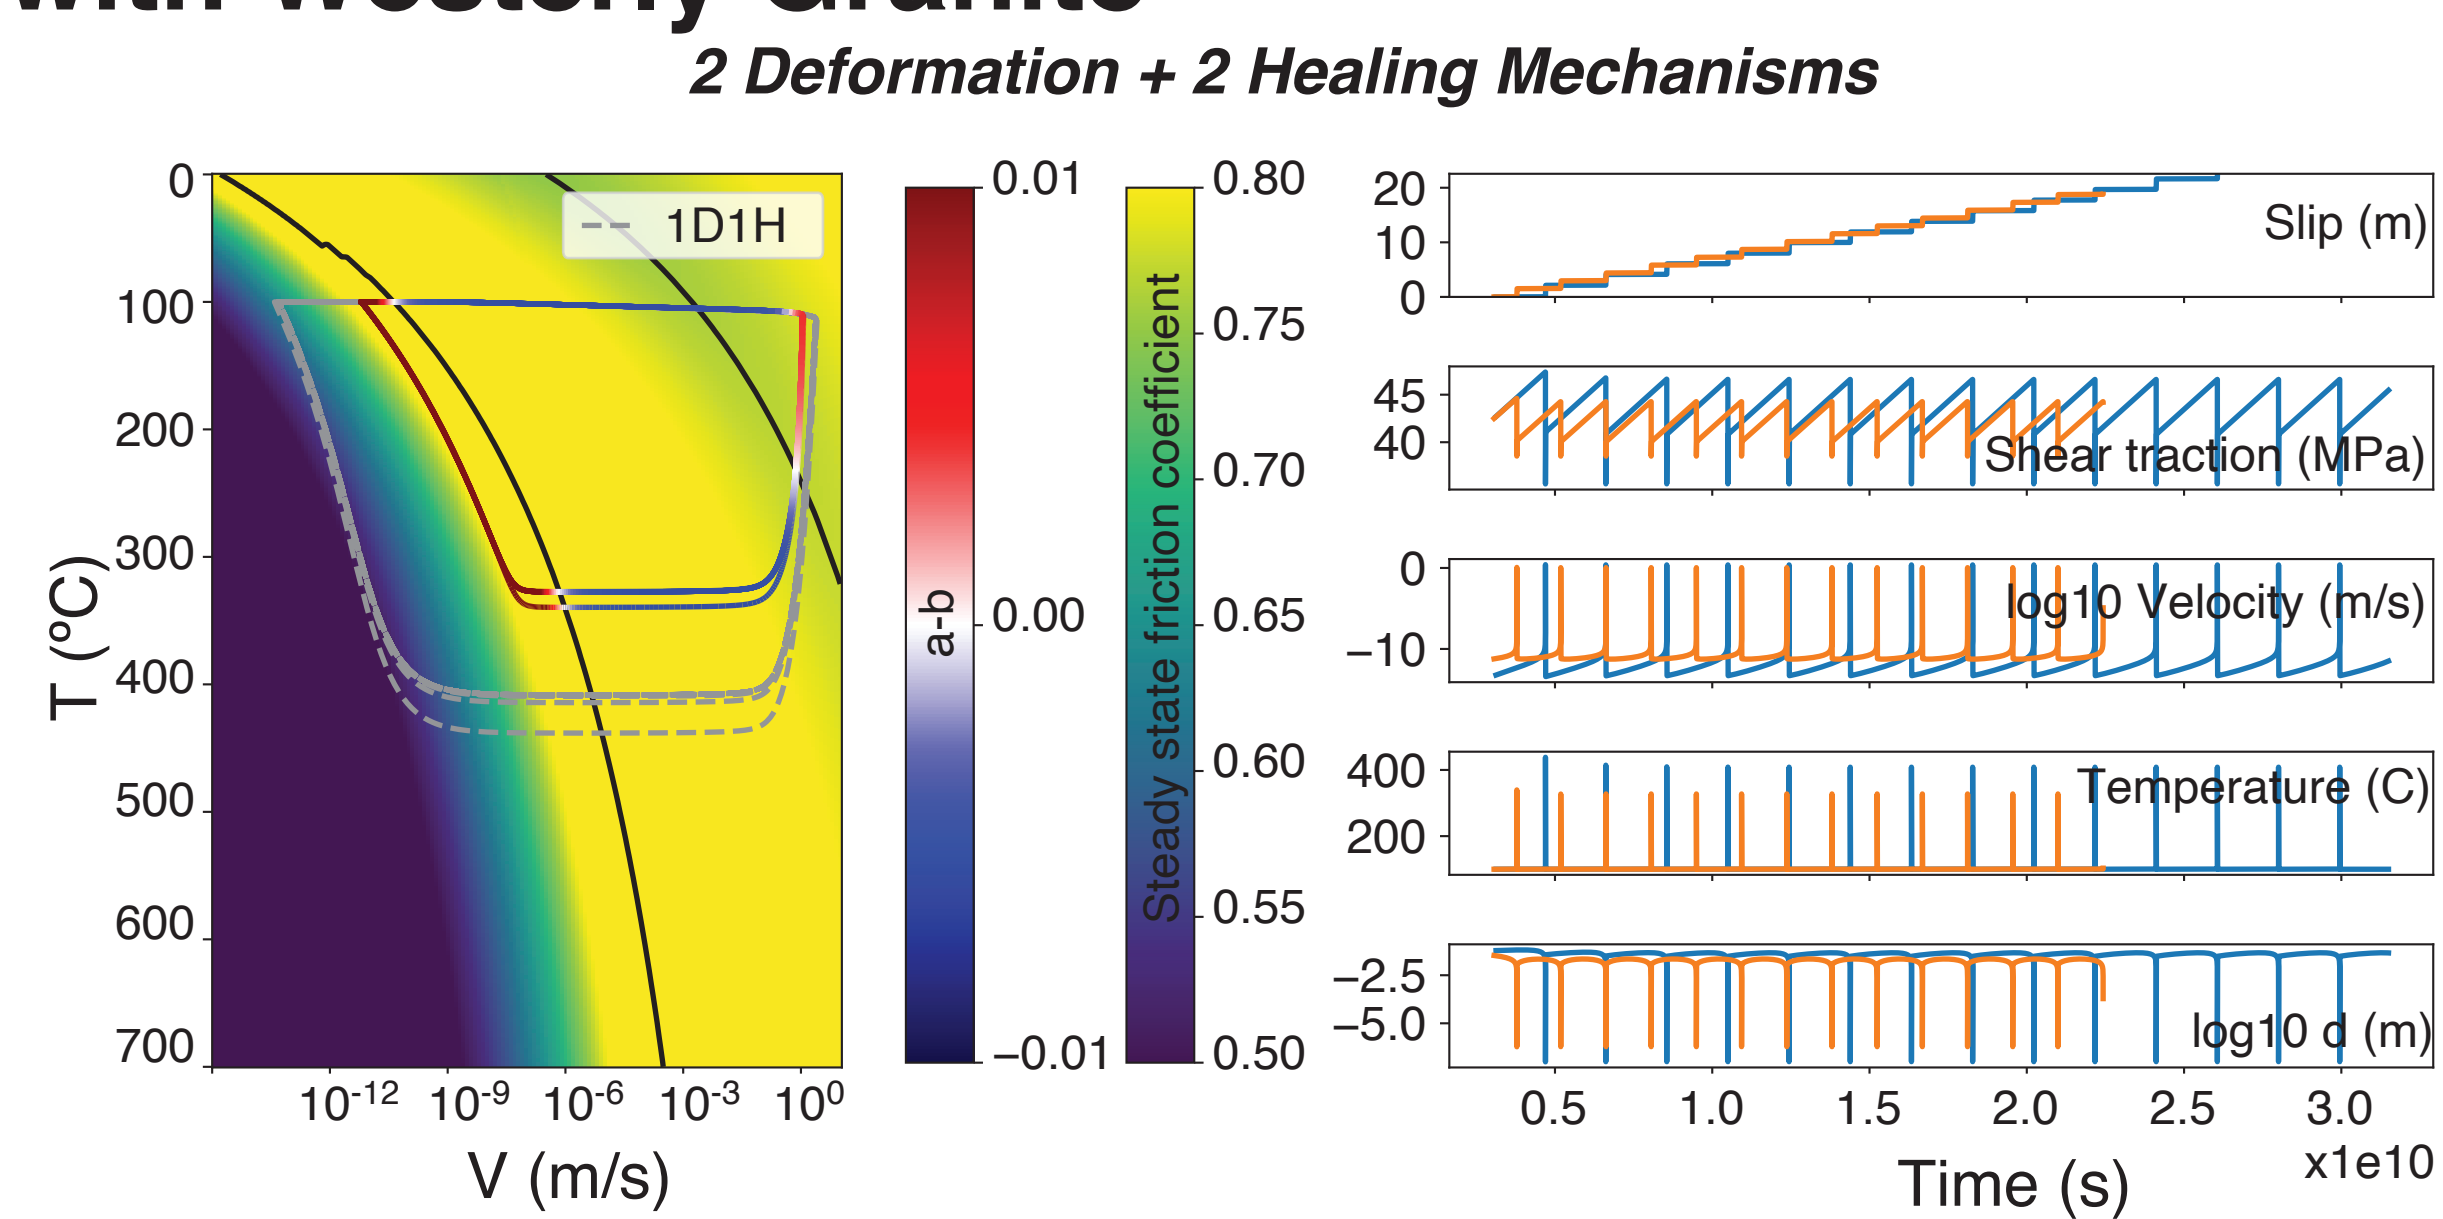 with Westerly Granite
2 Deformation + 2 Healing Mechanisms
1D1H
0
100
200
300
400
500
600
700
T (ºC)
10-12
10-9
10-6
10-3
100
V (m/s)
0.01
0.00
−0.01
a-b
0.80
0.75
0.70
0.65
0.60
0.55
0.50
Steady state friction coefficient
20
10
0
Slip (m)
45
40
Shear traction (MPa)
0
−10
log10 Velocity (m/s)
400
200
Temperature (C)
−2.5
−5.0
log10 d (m)
0.5
1.0
1.5
2.0
2.5
3.0
x1e10
Time (s)